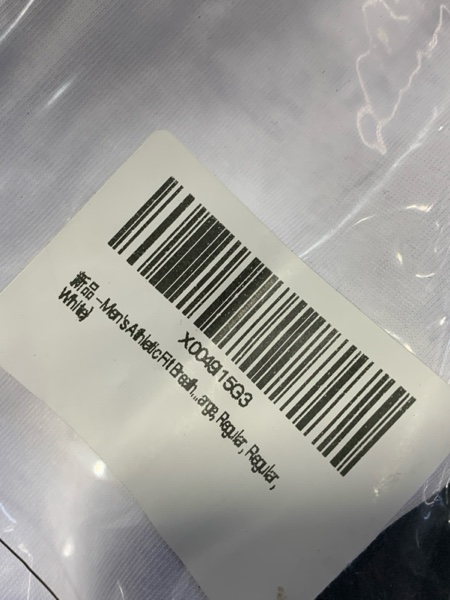 X004915G3
新品 - Men's Athletic Fit Breath...arge, Regular, Regular,
White)